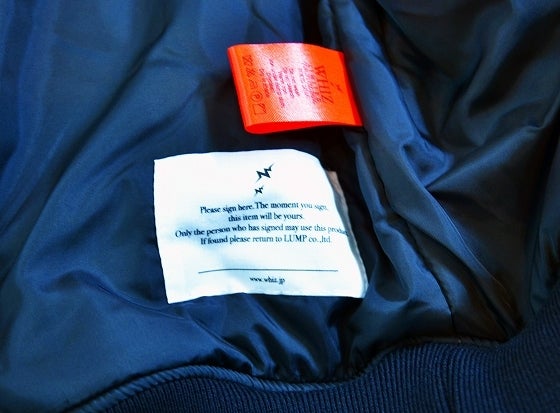 whiz
Please sign here. The moment you sign,
this item will be yours.
Only the person who has signed may use this produ
If found please return to LUMP co.,ltd.
www.whiz.jp